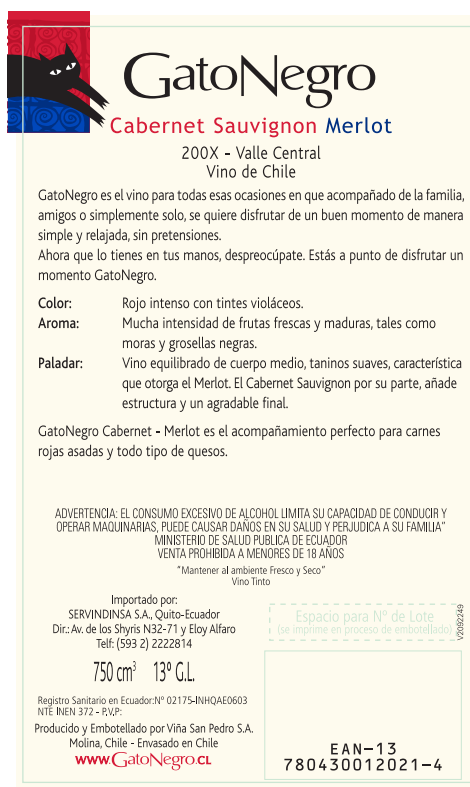 GatoNegro
Cabernet Sauvignon Merlot
200X - Valle Central
Vino de Chile
GatoNegro es el vino para todas esas ocasiones en que acompañado de la familia,
amigos o simplemente solo, se quiere disfrutar de un buen momento de manera
simple y relajada, sin pretensiones.
Ahora que lo tienes en tus manos, despreocúpate. Estás a punto de disfrutar un
momento GatoNegro.
Color: Rojo intenso con tintes violáceos.
Aroma: Mucha intensidad de frutas frescas y maduras, tales como
moras y grosellas negras.
Paladar: Vino equilibrado de cuerpo medio, taninos suaves, característica
que otorga el Merlot. El Cabernet Sauvignon por su parte, añade
estructura y un agradable final.
GatoNegro Cabernet - Merlot es el acompañamiento perfecto para carnes
rojas asadas y todo tipo de quesos.
ADVERTENCIA: EL CONSUMO EXCESIVO DE ALCOHOL LIMITA SU CAPACIDAD DE CONDUCIR Y
OPERAR MAQUINARIAS, PUEDE CAUSAR DAÑOS EN SU SALUD Y PERJUDICA A SU FAMILIA"
MINISTERIO DE SALUD PUBLICA DE ECUADOR
VENTA PROHIBIDA A MENORES DE 18 AÑOS
"Mantener al ambiente Fresco y Seco"
Vino Tinto
Importado por:
SERVINDINSA S.A., Quito-Ecuador
Dir.: Av. de los Shyris N32-71 y Eloy Alfaro
Telf: (593 2) 2222814
750 cm³ 13º G.L.
Registro Sanitario en Ecuador:Nº 02175-INHQAE0603
NTE INEN 372 - P.V.P:
Producido y Embotellado por Viña San Pedro S.A.
Molina, Chile - Envasado en Chile
www.GatoNegro.CL
Espacio para Nº de Lote
(se imprime en proceso de embotellado)
V2092249
EAN-13
780430012021-4